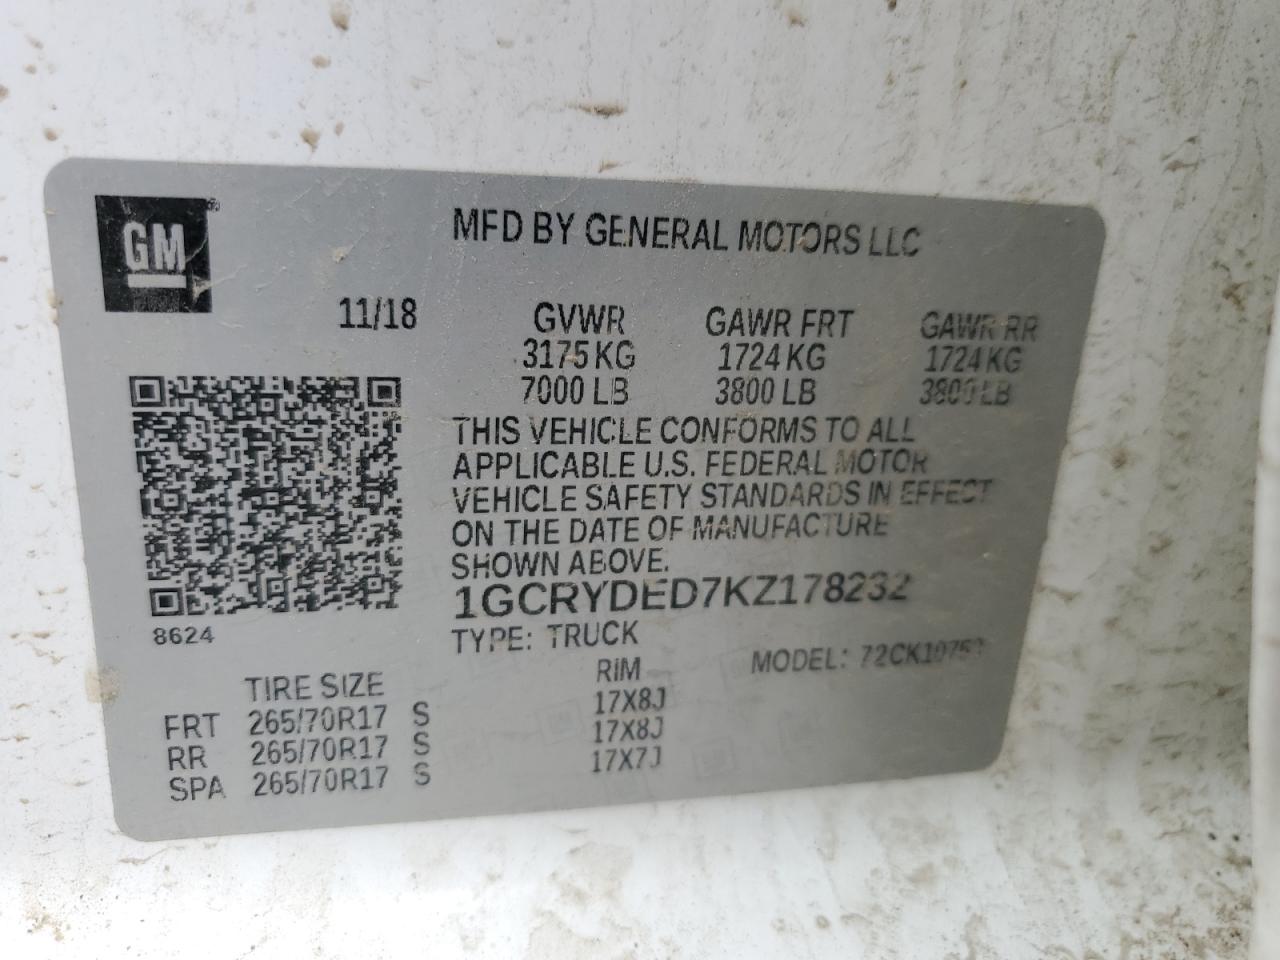 GM
MFD BY GENERAL MOTORS LLC
11/18 GVWR GAWR FRT GAWR RR
3175 KG 1724 KG 1724 KG
7000 LB 3800 LB 3800 LB
THIS VEHICLE CONFORMS TO ALL
APPLICABLE U.S. FEDERAL MOTOR
VEHICLE SAFETY STANDARDS IN EFFECT
ON THE DATE OF MANUFACTURE
SHOWN ABOVE.
1GCRYDED7KZ178232
8624
TYPE: TRUCK MODEL:
TIRE SIZE RIM
FRT 265/70R17 S 17X8J
RR 265/70R17 S 17X8J
SPA 265/70R17 S 17X7J